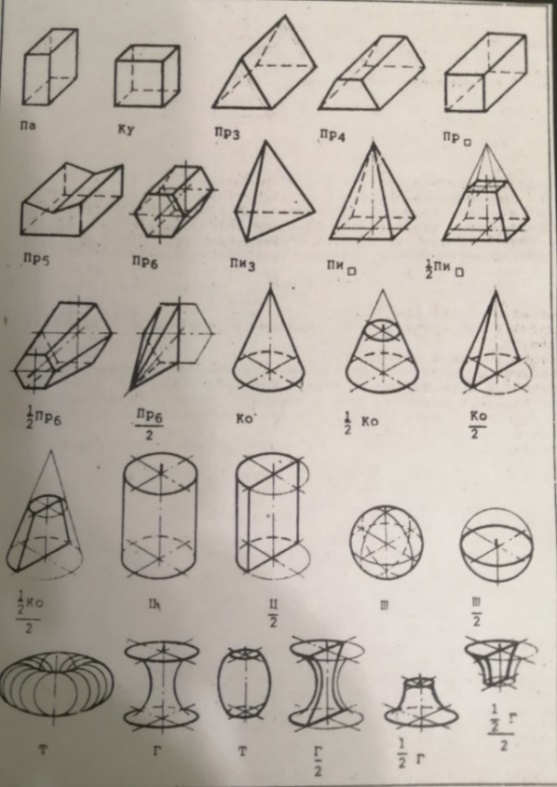 Па Ку Пр₃ Пр₄ Пр□
Пр₅ Пр₆ Пи₃ Пи□ ½Пи□
½Пр₆ Пр₆/2 Ко ½ Ко Ко/2
½Ко/2 Ц Ц/2 Ш Ш/2
Т Г Т Г/2 ½ Г ½ Г/2